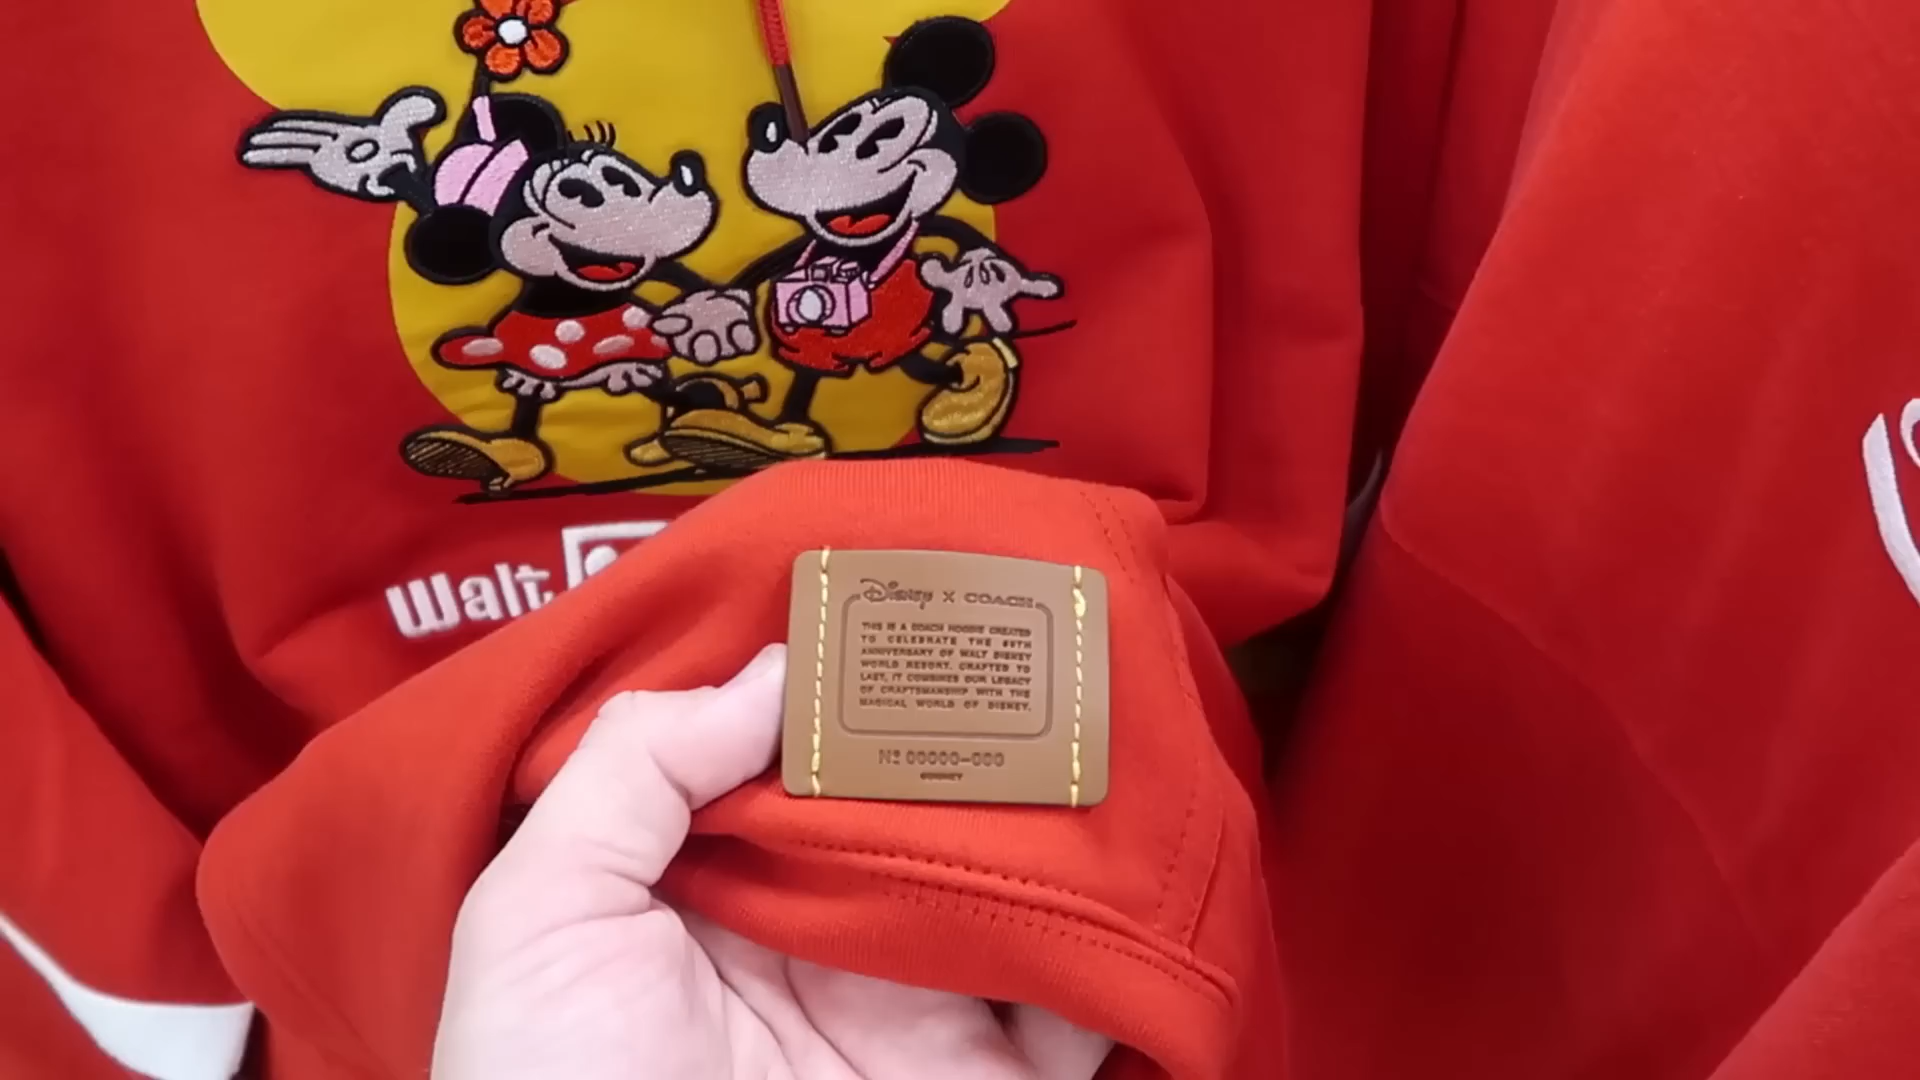 Walt
Disney X COACH
THIS IS A COACH HOODIE CREATED
TO CELEBRATE THE 50TH
ANNIVERSARY OF WALT DISNEY
WORLD RESORT. CRAFTED TO
LAST, IT COMBINES OUR LEGACY
OF CRAFTSMANSHIP WITH THE
MAGICAL WORLD OF DISNEY.
Nº 00000-000
©DISNEY